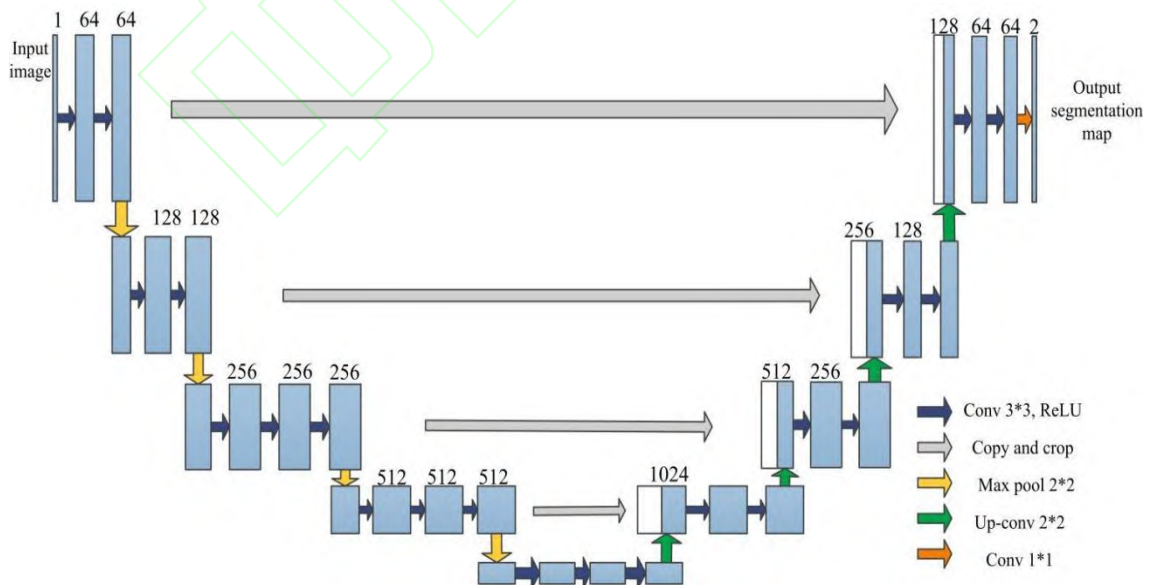 1 64 64
Input
image
128 128
256 256 256
512 512 512
1024
512 256
256 128
128 64 64 2
Output
segmentation
map
Conv 3*3, ReLU
Copy and crop
Max pool 2*2
Up-conv 2*2
Conv 1*1